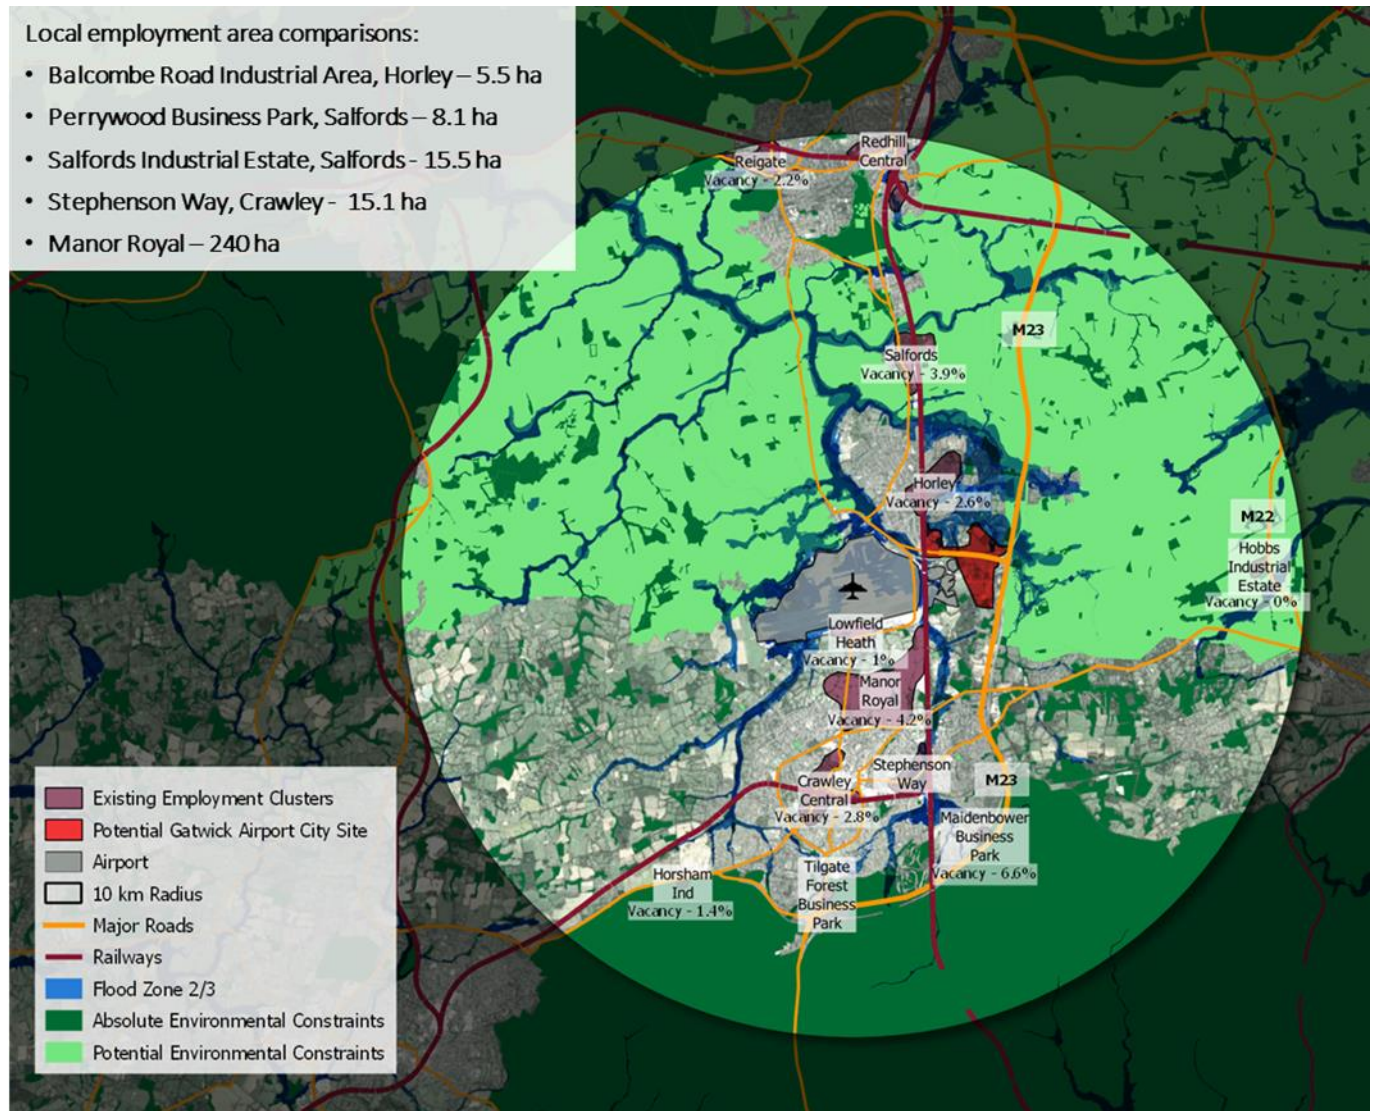 Local employment area comparisons:
• Balcombe Road Industrial Area, Horley – 5.5 ha
• Perrywood Business Park, Salfords – 8.1 ha
• Salfords Industrial Estate, Salfords - 15.5 ha
• Stephenson Way, Crawley - 15.1 ha
• Manor Royal – 240 ha
Redhill
Central
Reigate
Vacancy - 2.2%
M23
Salfords
Vacancy - 3.9%
Horley
Vacancy - 2.6%
M22
Hobbs
Industrial
Estate
Vacancy - 0%
Lowfield
Heath
Vacancy - 1%
Manor
Royal
Vacancy - 4.2%
Stephenson
Way
M23
Crawley
Central
Vacancy - 2.8%
Maidenbower
Business
Park
Vacancy - 6.6%
Horsham
Ind
Vacancy - 1.4%
Tilgate
Forest
Business
Park
Existing Employment Clusters
Potential Gatwick Airport City Site
Airport
10 km Radius
Major Roads
Railways
Flood Zone 2/3
Absolute Environmental Constraints
Potential Environmental Constraints